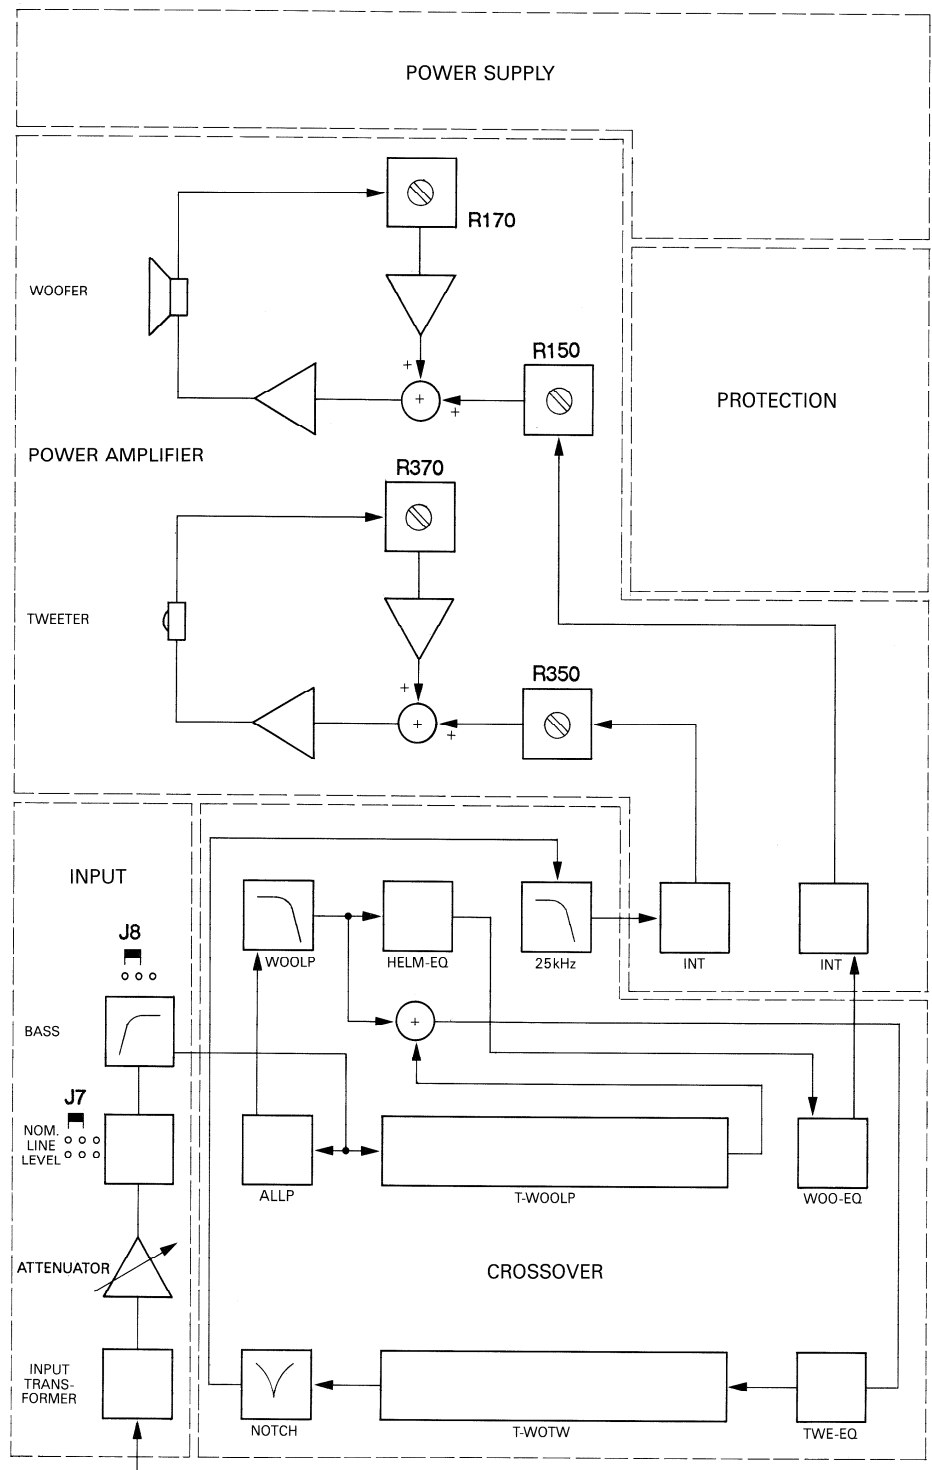 POWER SUPPLY
R170
WOOFER
+
+
+
R150
PROTECTION
POWER AMPLIFIER
R370
TWEETER
+
+
+
R350
INPUT
J8
WOOLP
HELM-EQ
25kHz
INT
INT
BASS
+
J7
NOM.
LINE
LEVEL
ALLP
T-WOOLP
WOO-EQ
ATTENUATOR
CROSSOVER
INPUT
TRANS-
FORMER
NOTCH
T-WOTW
TWE-EQ